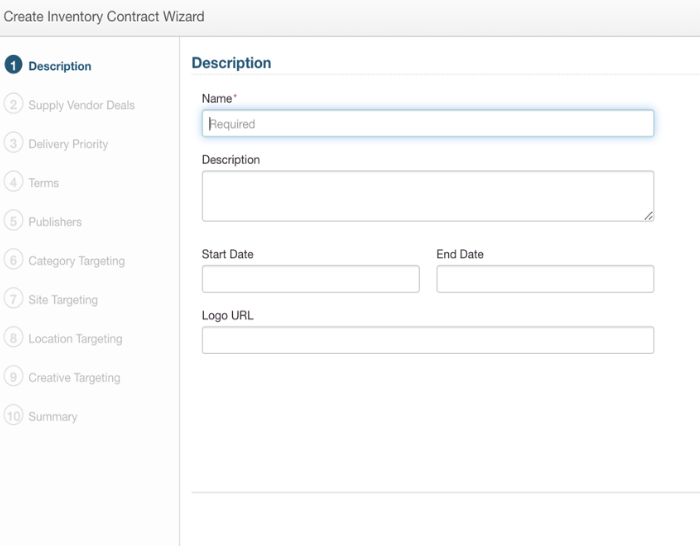 Create Inventory Contract Wizard
1 Description
2 Supply Vendor Deals
3 Delivery Priority
4 Terms
5 Publishers
6 Category Targeting
7 Site Targeting
8 Location Targeting
9 Creative Targeting
10 Summary
Description
Name*
Required
Description
Start Date End Date
Logo URL